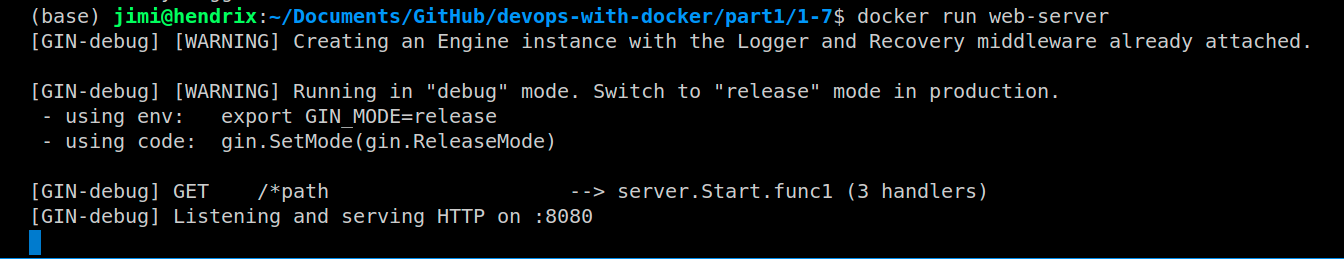 (base) jimi@hendrix:~/Documents/GitHub/devops-with-docker/part1/1-7$ docker run web-server
[GIN-debug] [WARNING] Creating an Engine instance with the Logger and Recovery middleware already attached.
[GIN-debug] [WARNING] Running in "debug" mode. Switch to "release" mode in production.
 - using env:   export GIN_MODE=release
 - using code:  gin.SetMode(gin.ReleaseMode)
[GIN-debug] GET    /*path                    --> server.Start.func1 (3 handlers)
[GIN-debug] Listening and serving HTTP on :8080